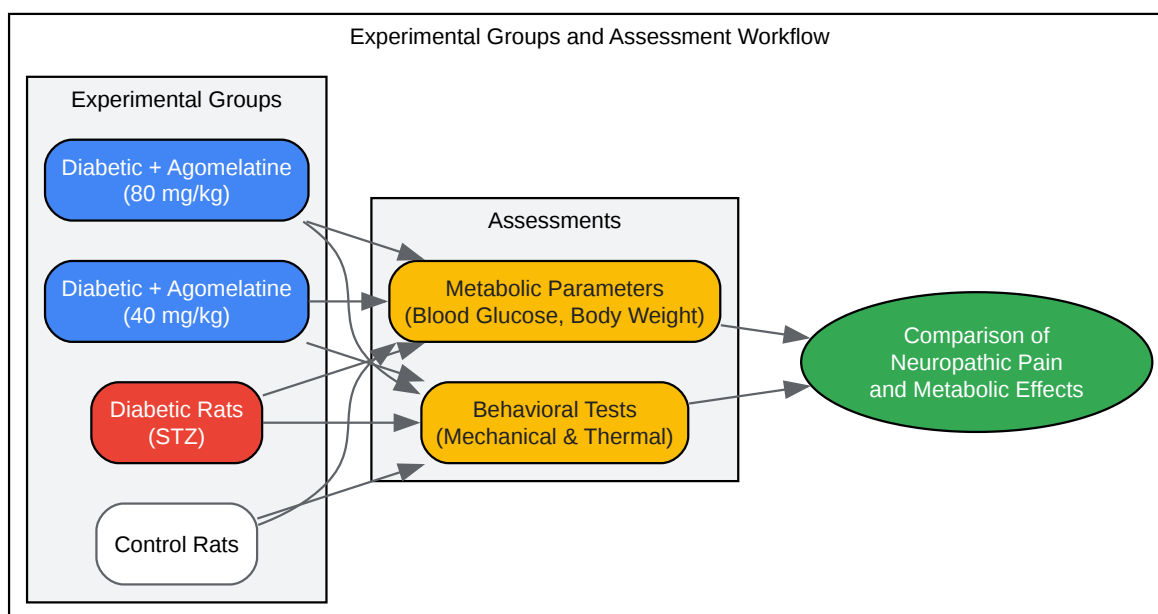 Experimental Groups and Assessment Workflow
Experimental Groups
Diabetic + Agomelatine
(80 mg/kg)
Diabetic + Agomelatine
(40 mg/kg)
Diabetic Rats
(STZ)
Control Rats
Assessments
Metabolic Parameters
(Blood Glucose, Body Weight)
Behavioral Tests
(Mechanical & Thermal)
Comparison of
Neuropathic Pain
and Metabolic Effects